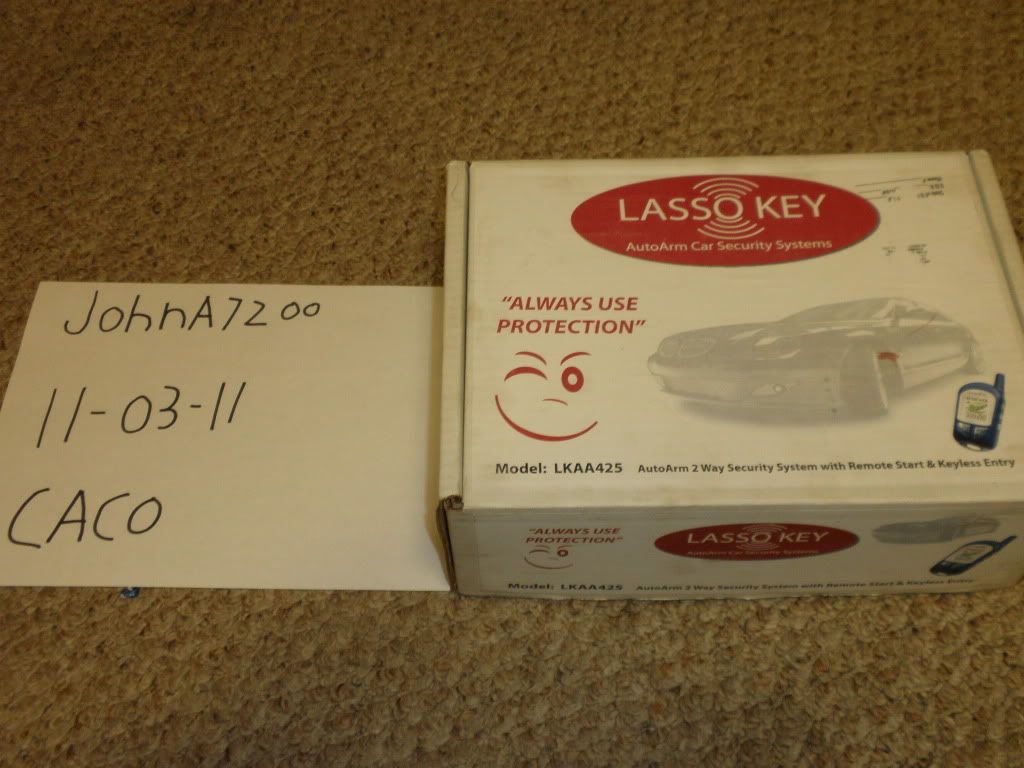 JohnA7200
11-03-11
CACO
LASSO KEY
AutoArm Car Security Systems
"ALWAYS USE
PROTECTION"
Model: LKAA425 AutoArm 2 Way Security System with Remote Start & Keyless Entry
"ALWAYS USE
PROTECTION"
LASSO KEY
AutoArm Car Security Systems
Model: LKAA425 AutoArm 2 Way Security System with Remote Start & Keyless Entry